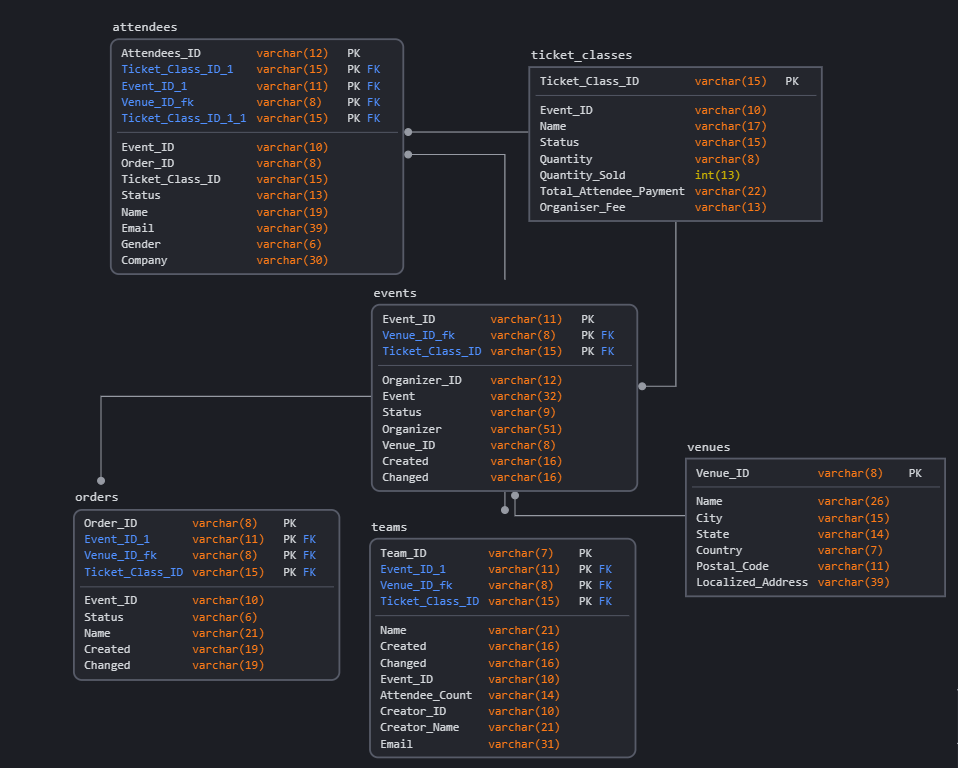 attendees
Attendees_ID varchar(12) PK
Ticket_Class_ID_1 varchar(15) PK FK
Event_ID_1 varchar(11) PK FK
Venue_ID_fk varchar(8) PK FK
Ticket_Class_ID_1_1 varchar(15) PK FK
Event_ID varchar(10)
Order_ID varchar(8)
Ticket_Class_ID varchar(15)
Status varchar(13)
Name varchar(19)
Email varchar(39)
Gender varchar(6)
Company varchar(30)
ticket_classes
Ticket_Class_ID varchar(15) PK
Event_ID varchar(10)
Name varchar(17)
Status varchar(15)
Quantity varchar(8)
Quantity_Sold int(13)
Total_Attendee_Payment varchar(22)
Organiser_Fee varchar(13)
events
Event_ID varchar(11) PK
Venue_ID_fk varchar(8) PK FK
Ticket_Class_ID varchar(15) PK FK
Organizer_ID varchar(12)
Event varchar(32)
Status varchar(9)
Organizer varchar(51)
Venue_ID varchar(8)
Created varchar(16)
Changed varchar(16)
venues
Venue_ID varchar(8) PK
Name varchar(26)
City varchar(15)
State varchar(14)
Country varchar(7)
Postal_Code varchar(11)
Localized_Address varchar(39)
orders
Order_ID varchar(8) PK
Event_ID_1 varchar(11) PK FK
Venue_ID_fk varchar(8) PK FK
Ticket_Class_ID varchar(15) PK FK
Event_ID varchar(10)
Status varchar(6)
Name varchar(21)
Created varchar(19)
Changed varchar(19)
teams
Team_ID varchar(7) PK
Event_ID_1 varchar(11) PK FK
Venue_ID_fk varchar(8) PK FK
Ticket_Class_ID varchar(15) PK FK
Name varchar(21)
Created varchar(16)
Changed varchar(16)
Event_ID varchar(10)
Attendee_Count varchar(14)
Creator_ID varchar(10)
Creator_Name varchar(21)
Email varchar(31)